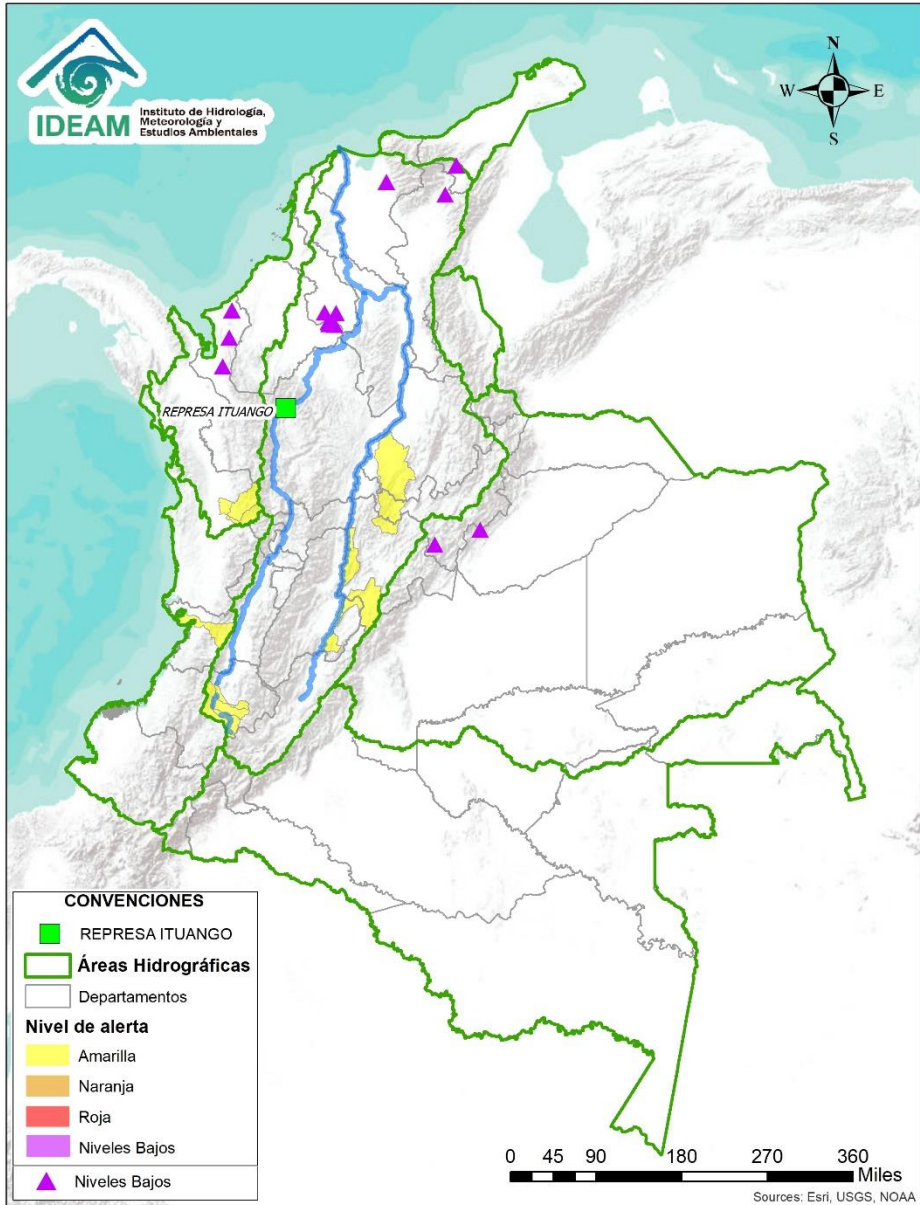 IDEAM
Instituto de Hidrología,
Meteorología y
Estudios Ambientales
N
W
E
S
REPRESA ITUANGO
CONVENCIONES
REPRESA ITUANGO
Áreas Hidrográficas
Departamentos
Nivel de alerta
Amarilla
Naranja
Roja
Niveles Bajos
Niveles Bajos
0 45 90 180 270 360
Miles
Sources: Esri, USGS, NOAA